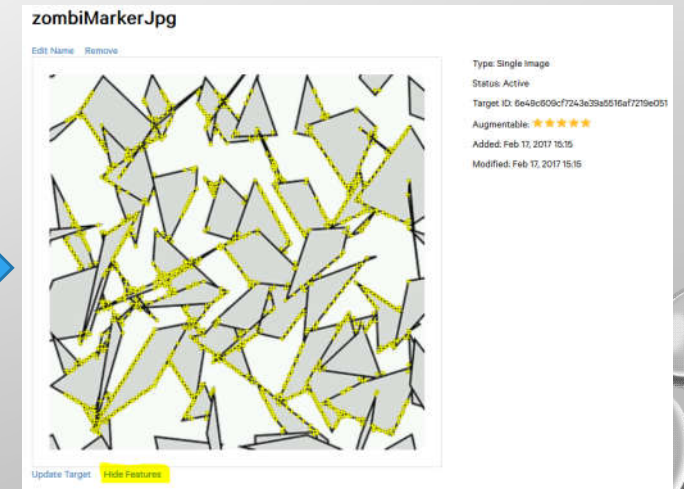 zombiMarkerJpg
Edit Name Remove
Type: Single Image
Status: Active
Target ID: 6e49c609cf7243e39a5516af7219e051
Augmentable:
Added: Feb 17, 2017 15:15
Modified: Feb 17, 2017 15:15
Update Target Hide Features